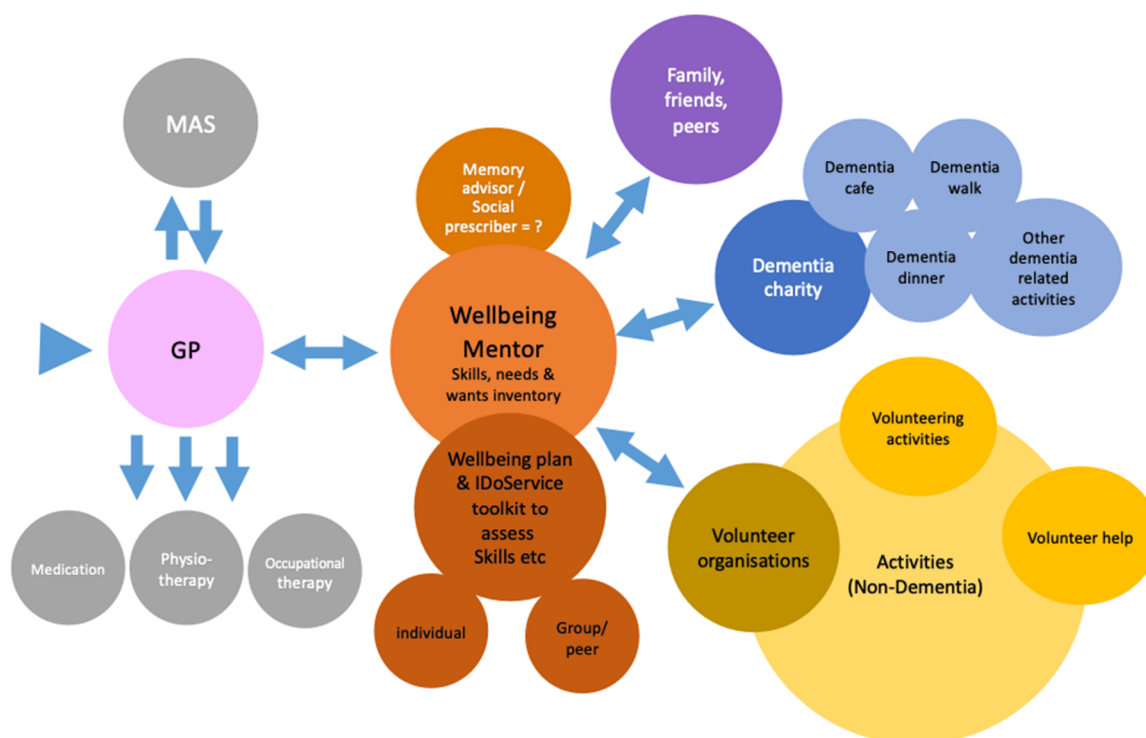 MAS
GP
Medication
Physio-
therapy
Occupational
therapy
Memory
advisor /
Social
prescriber = ?
Wellbeing
Mentor
Skills, needs &
wants inventory
Wellbeing plan
& IDoService
toolkit to
assess
Skills etc
individual
Group/
peer
Family,
friends,
peers
Dementia
charity
Dementia
cafe
Dementia
walk
Dementia
dinner
Other
dementia
related
activities
Volunteer
organisations
Volunteering
activities
Volunteer help
Activities
(Non-Dementia)